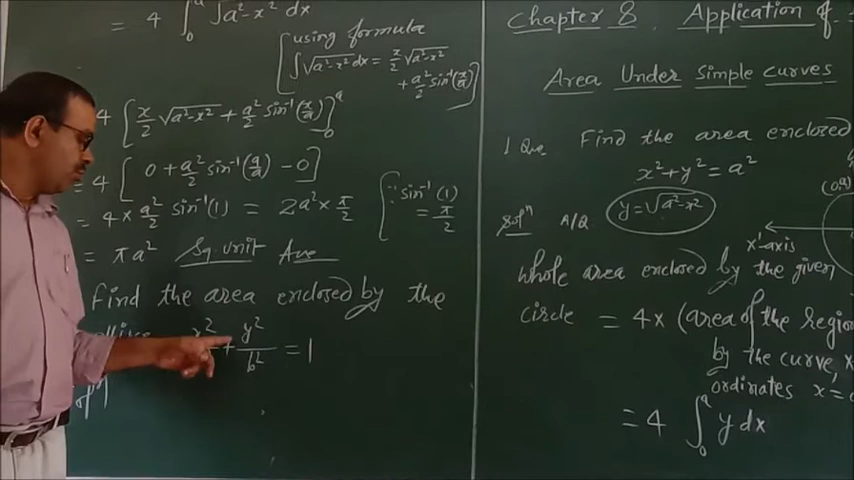 = 4 ∫₀ᵃ √a²-x² dx
[using formula
∫√a²-x² dx = x/2 √a²-x²
+ a²/2 sin⁻¹(x/a)]
4 [x/2 √a²-x² + a²/2 sin⁻¹(x/a)]₀ᵃ
= 4 [0 + a²/2 sin⁻¹(a/a) - 0]
= 4 × a²/2 sin⁻¹(1) = 2a² × π/2
[∵ sin⁻¹(1)
= π/2
= πa² Sq. unit Ans
Find the area enclosed by the
ellipse + y²/b² = 1
Chapter 8 Application of
Area Under Simple curves
1 Que. Find the area enclosed
x² + y² = a²
Solⁿ A/Q y = √a²-x²
x'-axis
(0,a)
Whole area enclosed by the given
circle = 4× (area of the region
by the curve, x
ordinates x =
= 4 ∫₀ᵃ y dx